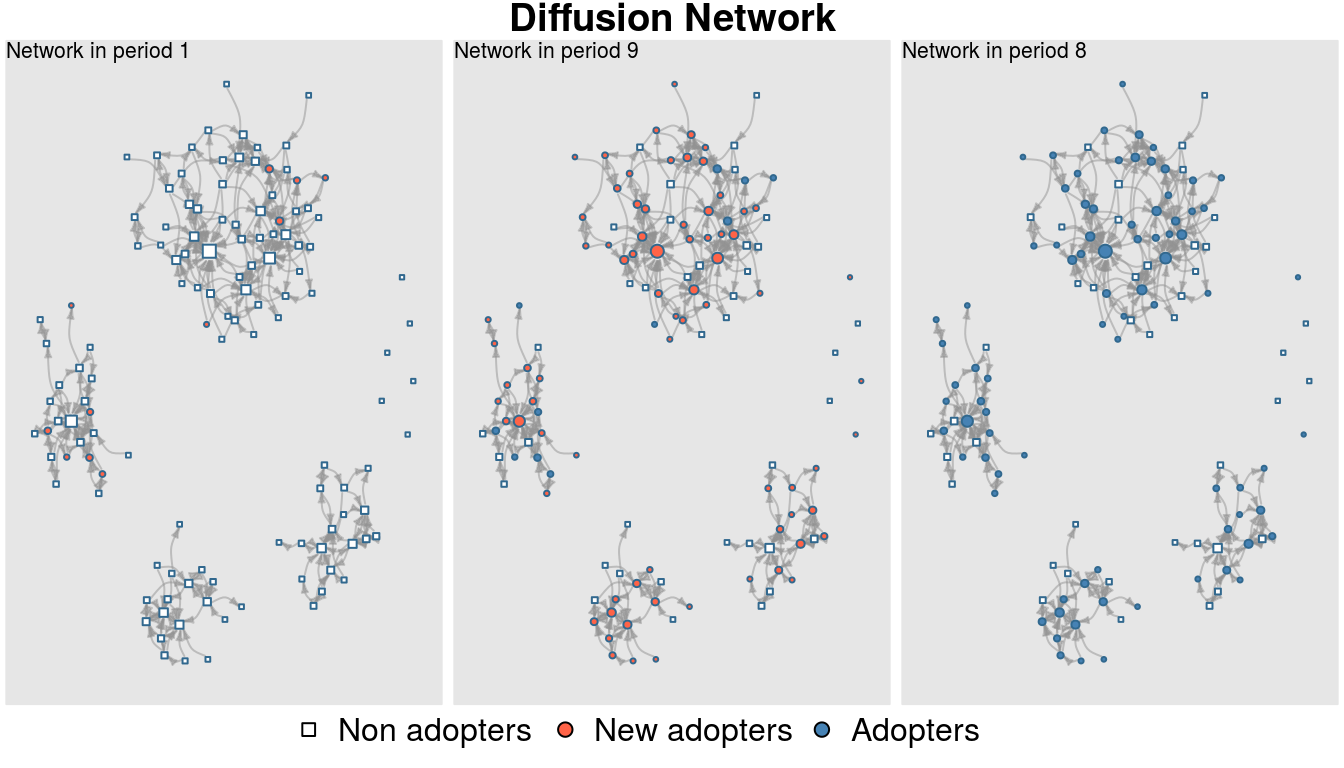 Diffusion Network
Network in period 1
Network in period 9
Network in period 8
Non adopters
New adopters
Adopters